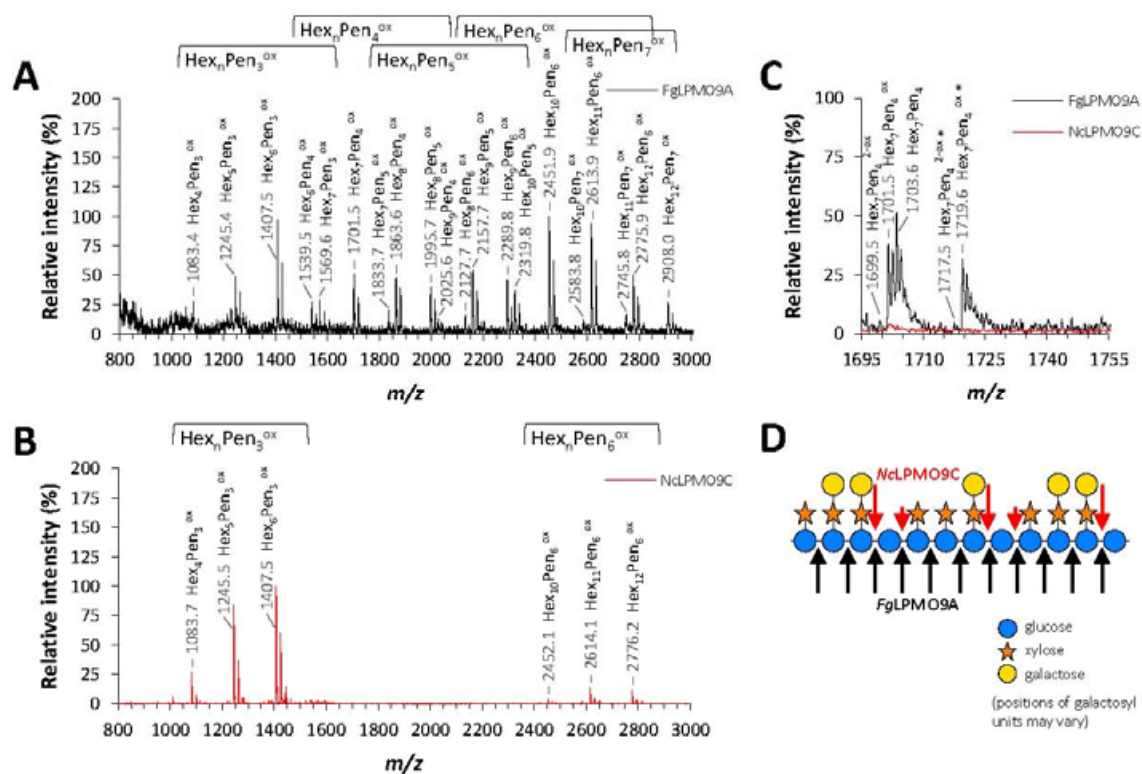 Hex_nPen_4^ox
Hex_nPen_6^ox
Hex_nPen_3^ox
Hex_nPen_5^ox
Hex_nPen_7^ox
A
Relative intensity (%)
200
175
150
125
100
75
50
25
0
FgLPMO9A
1083.4 Hex_4Pen_3^ox
1245.4 Hex_5Pen_3^ox
1407.5 Hex_6Pen_3^ox
1539.5 Hex_6Pen_4^ox
1569.6 Hex_7Pen_3^ox
1701.5 Hex_7Pen_4^ox
1833.7 Hex_7Pen_5^ox
1863.6 Hex_8Pen_4^ox
1995.7 Hex_8Pen_5^ox
2025.6 Hex_9Pen_4^ox
2127.7 Hex_8Pen_6^ox
2157.7 Hex_9Pen_5^ox
2289.8 Hex_9Pen_6^ox
2319.8 Hex_10Pen_5^ox
2451.9 Hex_10Pen_6^ox
2583.8 Hex_10Pen_7^ox
2613.9 Hex_11Pen_6^ox
2745.8 Hex_11Pen_7^ox
2775.9 Hex_12Pen_6^ox
2908.0 Hex_12Pen_7^ox
800 1000 1200 1400 1600 1800 2000 2200 2400 2600 2800 3000
m/z
C
Relative intensity (%)
100
75
50
25
0
FgLPMO9A
NcLPMO9C
1699.5 Hex_7Pen_4^2-ox
1701.5 Hex_7Pen_4^ox
1703.6 Hex_7Pen_4
1717.5 Hex_7Pen_4^2-ox *
1719.6 Hex_7Pen_4^ox *
1695 1710 1725 1740 1755
m/z
B
Hex_nPen_3^ox
Hex_nPen_6^ox
Relative intensity (%)
200
175
150
125
100
75
50
25
0
NcLPMO9C
1083.7 Hex_4Pen_3^ox
1245.5 Hex_5Pen_3^ox
1407.5 Hex_6Pen_3^ox
2452.1 Hex_10Pen_6^ox
2614.1 Hex_11Pen_6^ox
2776.2 Hex_12Pen_6^ox
800 1000 1200 1400 1600 1800 2000 2200 2400 2600 2800 3000
m/z
D
NcLPMO9C
FgLPMO9A
glucose
xylose
galactose
(positions of galactosyl
units may vary)